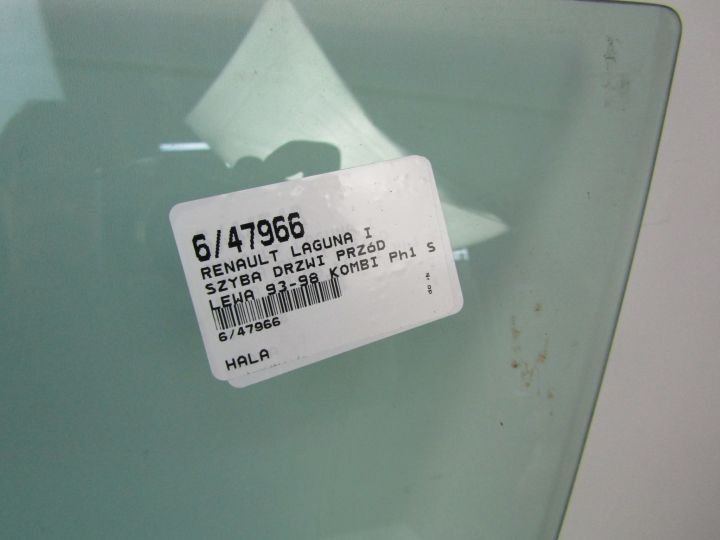 6/47966
RENAULT LAGUNA I
SZYBA DRZWI PRZÓD
LEWA 93-98 KOMBI Ph1 S
6/47966
HALA